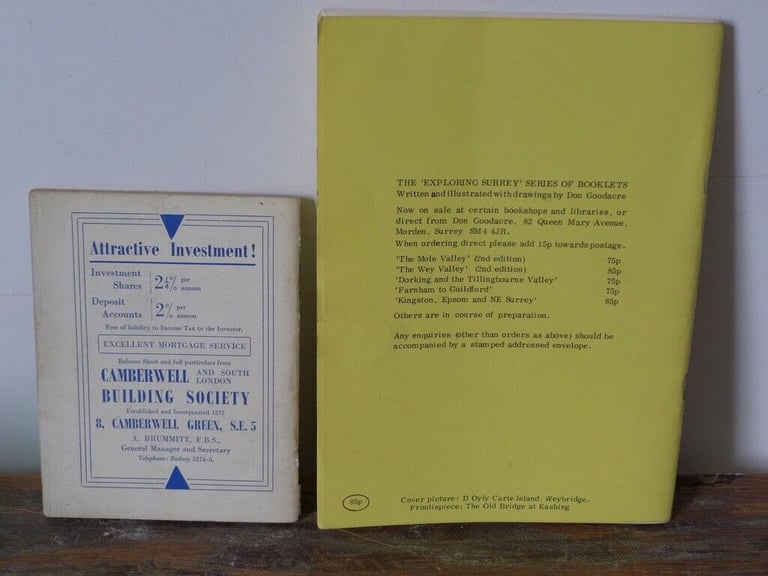 Attractive Investment!
Investment Shares 2¼% per annum
Deposit Accounts 2% per annum
Free of liability to Income Tax to the Investor.
EXCELLENT MORTGAGE SERVICE
Balance Sheet and full particulars from
CAMBERWELL AND SOUTH LONDON
BUILDING SOCIETY
Established and Incorporated 1875
8, CAMBERWELL GREEN, S.E.5
A. BRUMMITT, F.B.S.,
General Manager and Secretary
Telephone: Rodney 3274-5.
THE 'EXPLORING SURREY' SERIES OF BOOKLETS
Written and illustrated with drawings by Don Goodacre
Now on sale at certain bookshops and libraries, or
direct from Don Goodacre, 82 Queen Mary Avenue,
Morden, Surrey SM4 4JR.
When ordering direct please add 15p towards postage.
'The Mole Valley' (2nd edition) 75p
'The Wey Valley' (2nd edition) 85p
'Dorking and the Tillingbourne Valley' 75p
'Farnham to Guildford' 75p
'Kingston, Epsom and NE Surrey' 85p
Others are in course of preparation.
Any enquiries (other than orders as above) should be
accompanied by a stamped addressed envelope.
85p
Cover picture: D Oyly Carte Island, Weybridge.
Frontispiece: The Old Bridge at Eashing